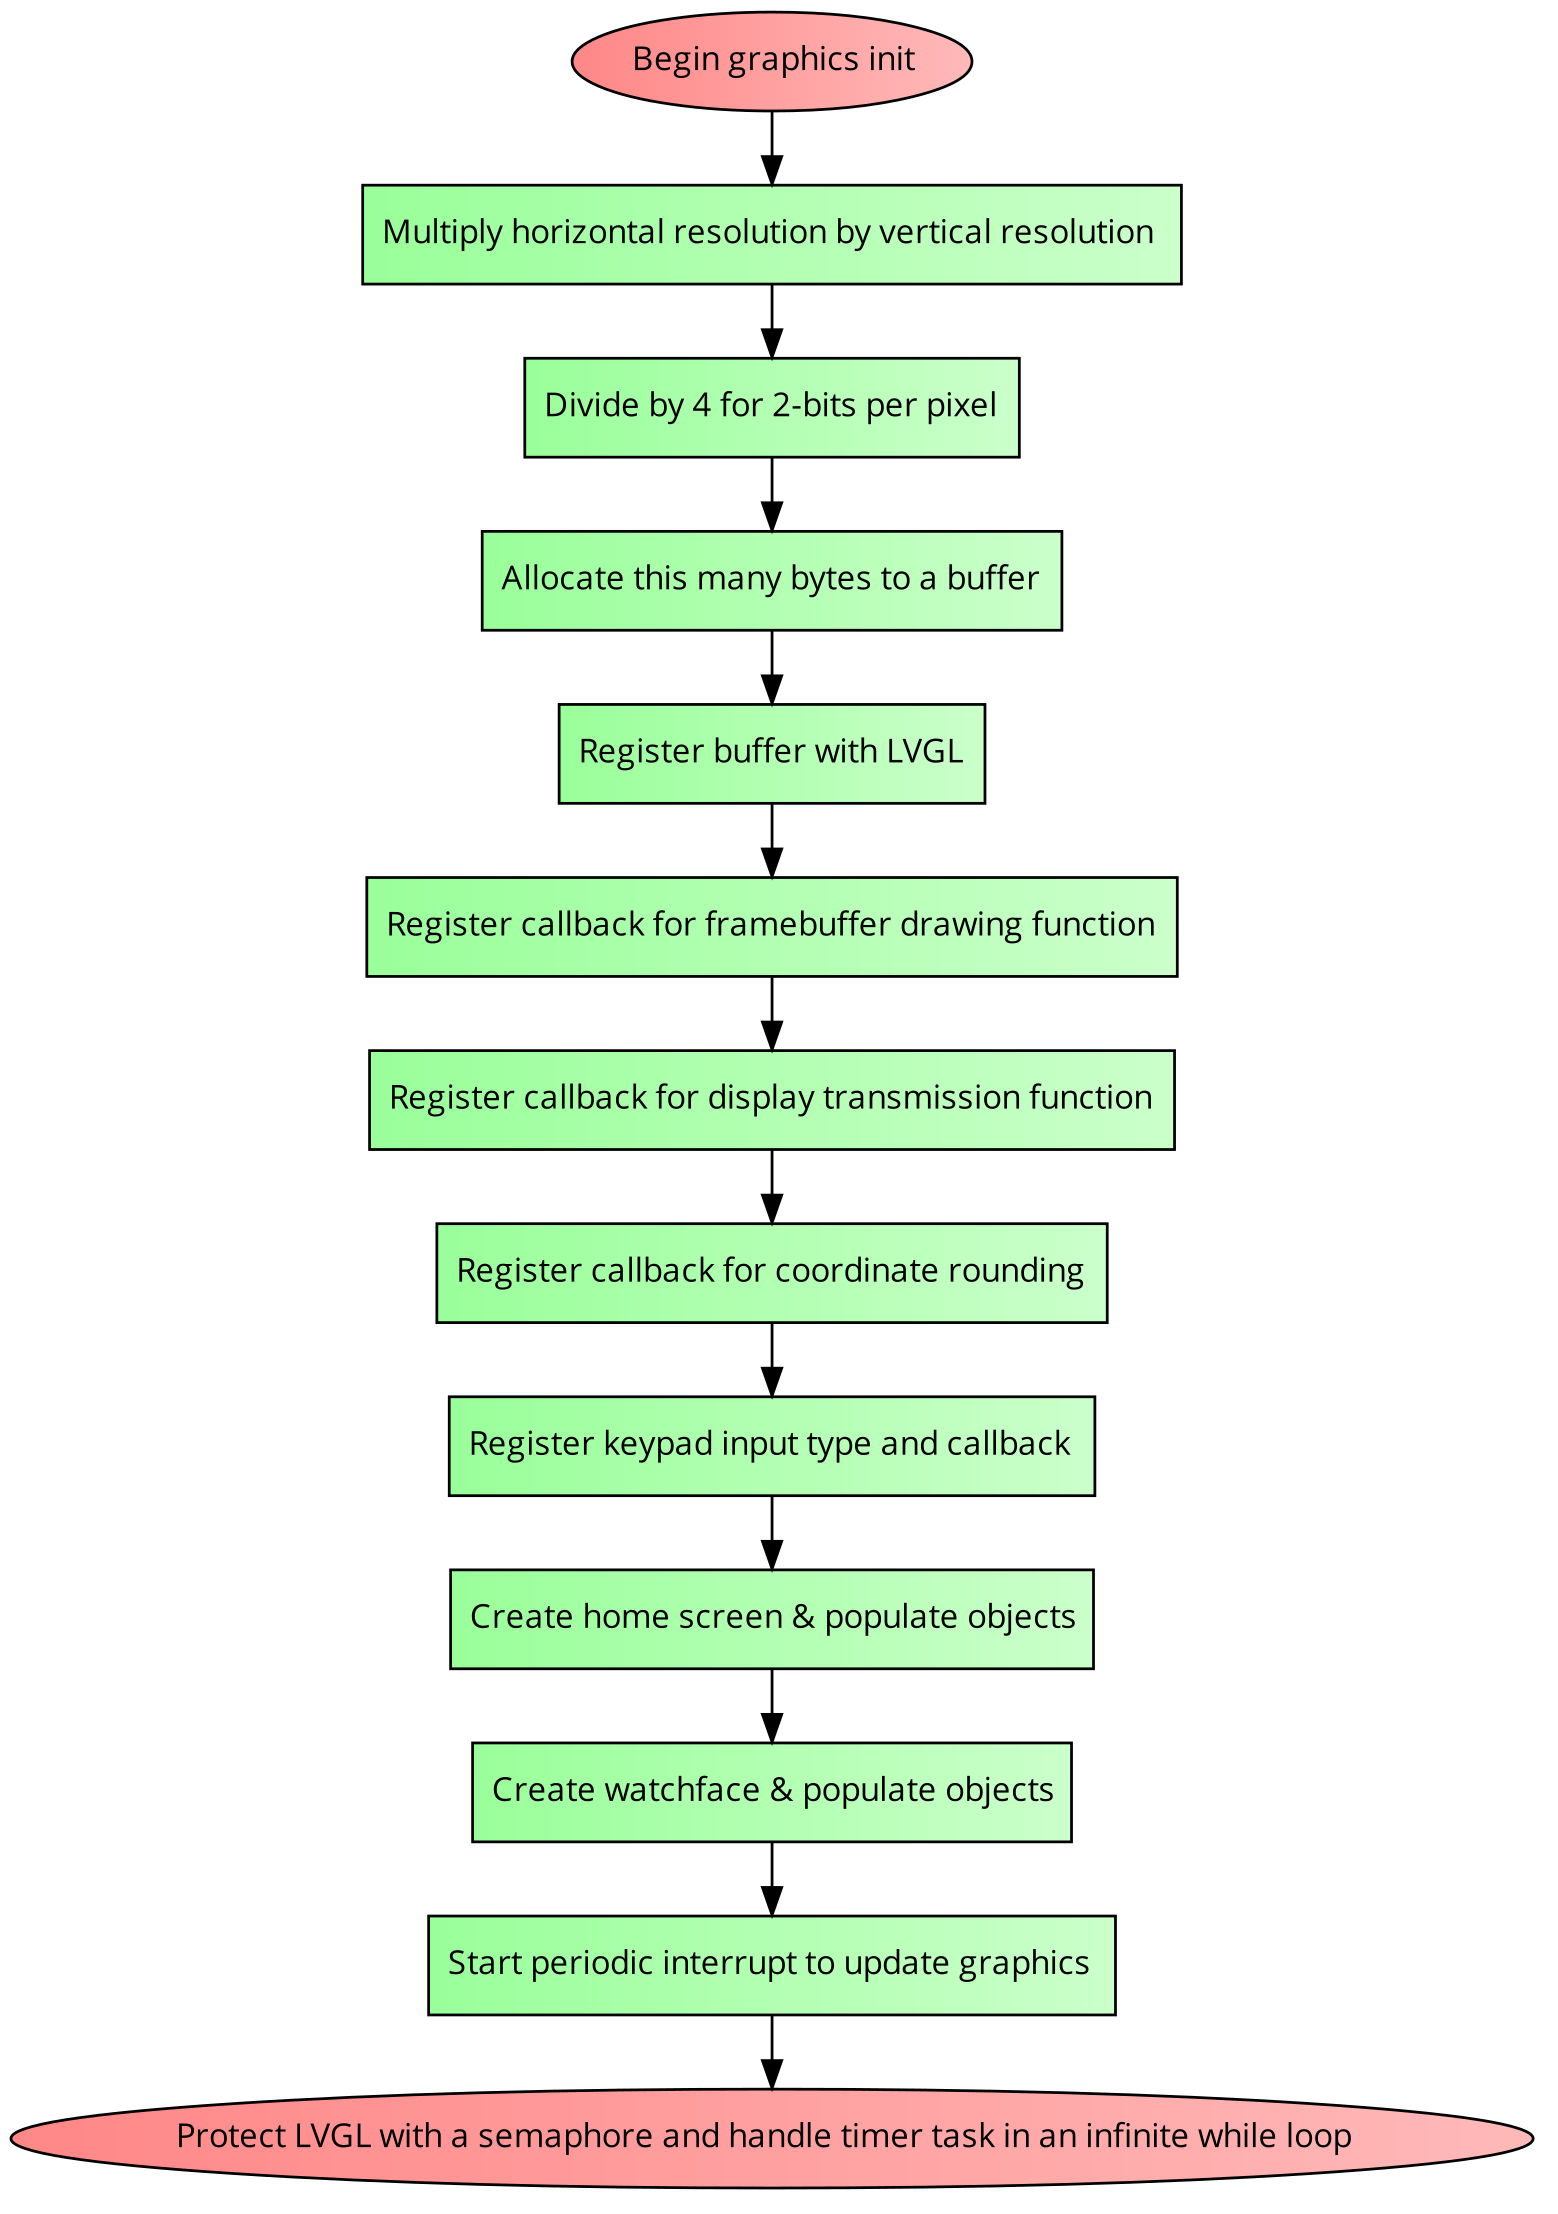 Begin graphics init
Multiply horizontal resolution by vertical resolution
Divide by 4 for 2-bits per pixel
Allocate this many bytes to a buffer
Register buffer with LVGL
Register callback for framebuffer drawing function
Register callback for display transmission function
Register callback for coordinate rounding
Register keypad input type and callback
Create home screen & populate objects
Create watchface & populate objects
Start periodic interrupt to update graphics
Protect LVGL with a semaphore and handle timer task in an infinite while loop